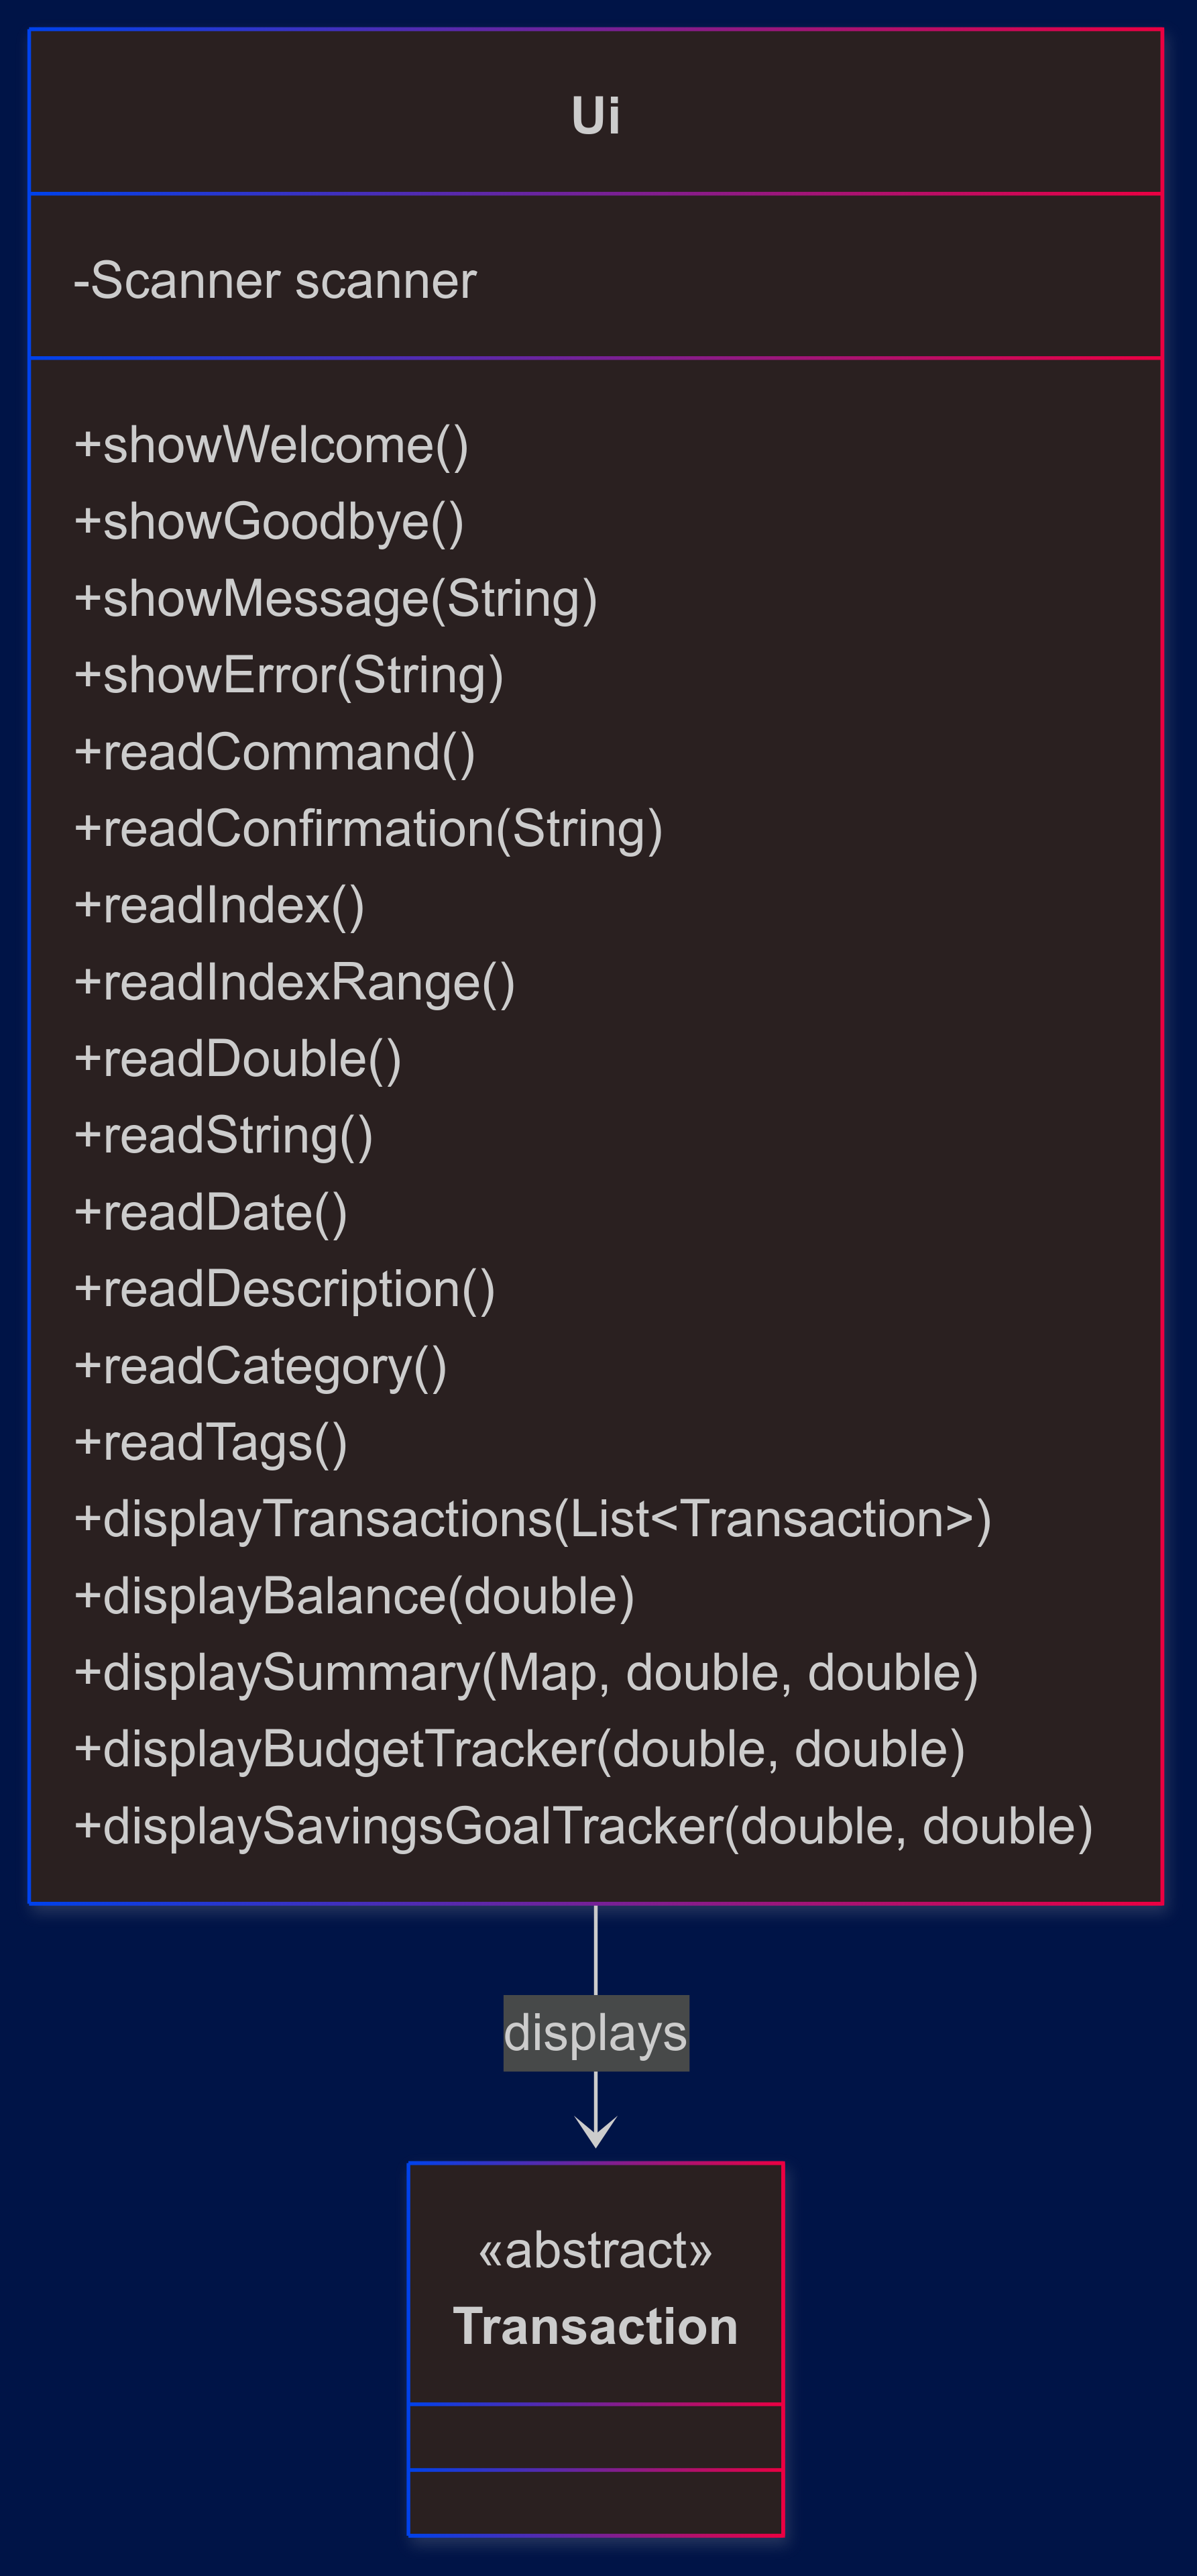 Ui
-Scanner scanner
+showWelcome()
+showGoodbye()
+showMessage(String)
+showError(String)
+readCommand()
+readConfirmation(String)
+readIndex()
+readIndexRange()
+readDouble()
+readString()
+readDate()
+readDescription()
+readCategory()
+readTags()
+displayTransactions(List<Transaction>)
+displayBalance(double)
+displaySummary(Map, double, double)
+displayBudgetTracker(double, double)
+displaySavingsGoalTracker(double, double)
displays
«abstract»
Transaction